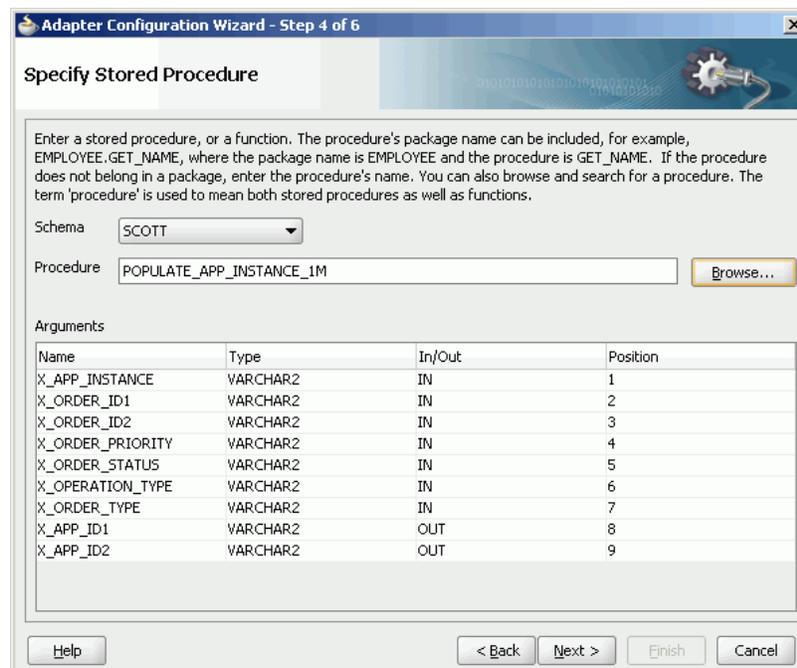 Adapter Configuration Wizard - Step 4 of 6
Specify Stored Procedure
0101010101010101010101
01010101010
Enter a stored procedure, or a function. The procedure's package name can be included, for example,
EMPLOYEE.GET_NAME, where the package name is EMPLOYEE and the procedure is GET_NAME. If the procedure
does not belong in a package, enter the procedure's name. You can also browse and search for a procedure. The
term 'procedure' is used to mean both stored procedures as well as functions.
Schema SCOTT
Procedure POPULATE_APP_INSTANCE_1M Browse...
Arguments
Name Type In/Out Position
X_APP_INSTANCE VARCHAR2 IN 1
X_ORDER_ID1 VARCHAR2 IN 2
X_ORDER_ID2 VARCHAR2 IN 3
X_ORDER_PRIORITY VARCHAR2 IN 4
X_ORDER_STATUS VARCHAR2 IN 5
X_OPERATION_TYPE VARCHAR2 IN 6
X_ORDER_TYPE VARCHAR2 IN 7
X_APP_ID1 VARCHAR2 OUT 8
X_APP_ID2 VARCHAR2 OUT 9
Help < Back Next > Finish Cancel